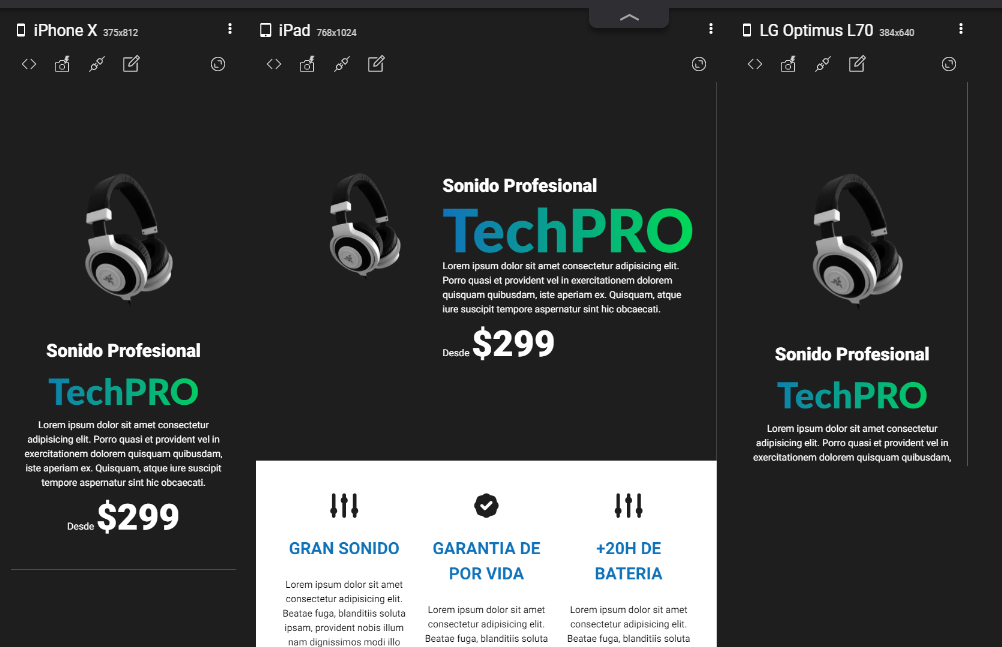 iPhone X 375x812
Sonido Profesional
TechPRO
Lorem ipsum dolor sit amet consectetur
adipisicing elit. Porro quasi et provident vel in
exercitationem dolorem quisquam quibusdam,
iste aperiam ex. Quisquam, atque iure suscipit
tempore aspernatur sint hic obcaecati.
Desde $299
iPad 768x1024
Sonido Profesional
TechPRO
Lorem ipsum dolor sit amet consectetur adipisicing elit.
Porro quasi et provident vel in exercitationem dolorem
quisquam quibusdam, iste aperiam ex. Quisquam, atque
iure suscipit tempore aspernatur sint hic obcaecati.
Desde $299
GRAN SONIDO
Lorem ipsum dolor sit amet
consectetur adipisicing elit.
Beatae fuga, blanditiis soluta
ipsam, provident nobis illum
nam dignissimos modi illo
GARANTIA DE
POR VIDA
Lorem ipsum dolor sit amet
consectetur adipisicing elit.
Beatae fuga, blanditiis soluta
+20H DE
BATERIA
Lorem ipsum dolor sit amet
consectetur adipisicing elit.
Beatae fuga, blanditiis soluta
LG Optimus L70 384x640
Sonido Profesional
TechPRO
Lorem ipsum dolor sit amet consectetur
adipisicing elit. Porro quasi et provident vel in
exercitationem dolorem quisquam quibusdam,